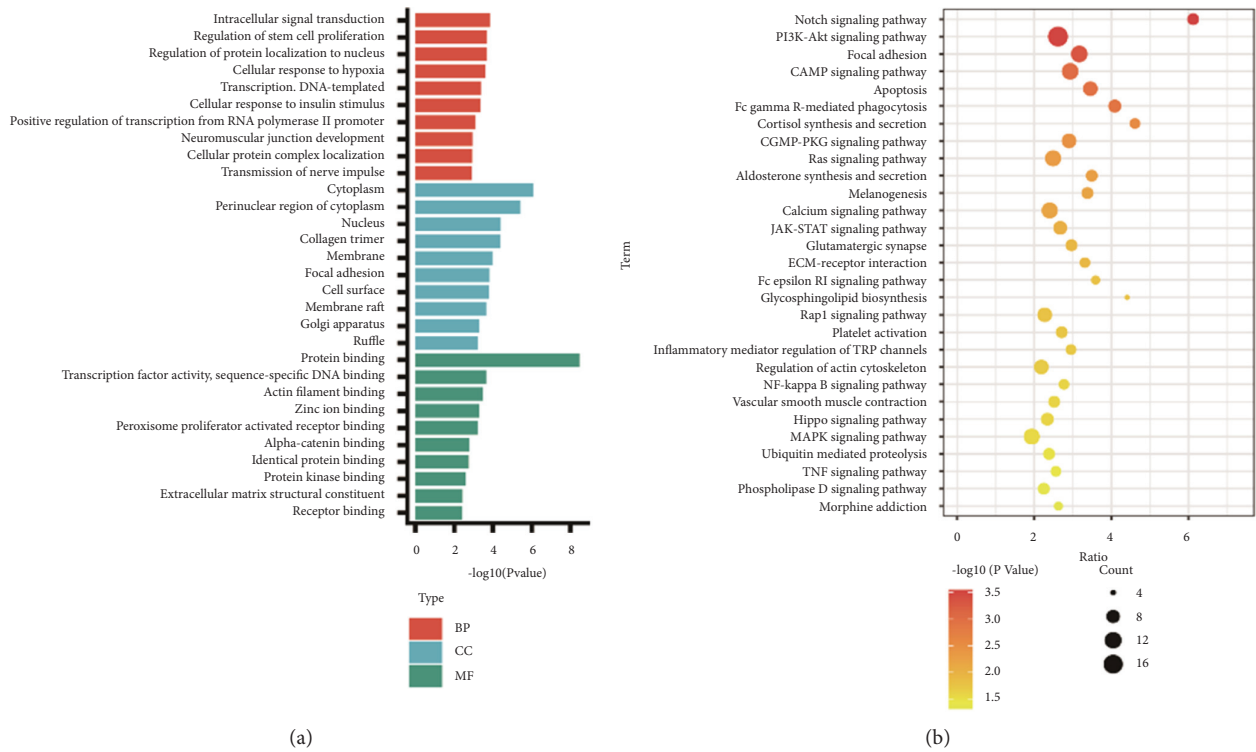 Intracellular signal transduction
Regulation of stem cell proliferation
Regulation of protein localization to nucleus
Cellular response to hypoxia
Transcription. DNA-templated
Cellular response to insulin stimulus
Positive regulation of transcription from RNA polymerase II promoter
Neuromuscular junction development
Cellular protein complex localization
Transmission of nerve impulse
Cytoplasm
Perinuclear region of cytoplasm
Nucleus
Collagen trimer
Membrane
Focal adhesion
Cell surface
Membrane raft
Golgi apparatus
Ruffle
Protein binding
Transcription factor activity, sequence-specific DNA binding
Actin filament binding
Zinc ion binding
Peroxisome proliferator activated receptor binding
Alpha-catenin binding
Identical protein binding
Protein kinase binding
Extracellular matrix structural constituent
Receptor binding
0 2 4 6 8
-log10(Pvalue)
Type
BP
CC
MF
(a)
Term
Notch signaling pathway
PI3K-Akt signaling pathway
Focal adhesion
CAMP signaling pathway
Apoptosis
Fc gamma R-mediated phagocytosis
Cortisol synthesis and secretion
CGMP-PKG signaling pathway
Ras signaling pathway
Aldosterone synthesis and secretion
Melanogenesis
Calcium signaling pathway
JAK-STAT signaling pathway
Glutamatergic synapse
ECM-receptor interaction
Fc epsilon RI signaling pathway
Glycosphingolipid biosynthesis
Rap1 signaling pathway
Platelet activation
Inflammatory mediator regulation of TRP channels
Regulation of actin cytoskeleton
NF-kappa B signaling pathway
Vascular smooth muscle contraction
Hippo signaling pathway
MAPK signaling pathway
Ubiquitin mediated proteolysis
TNF signaling pathway
Phospholipase D signaling pathway
Morphine addiction
0 2 4 6
Ratio
-log10 (P Value)
3.5
3.0
2.5
2.0
1.5
Count
4
8
12
16
(b)